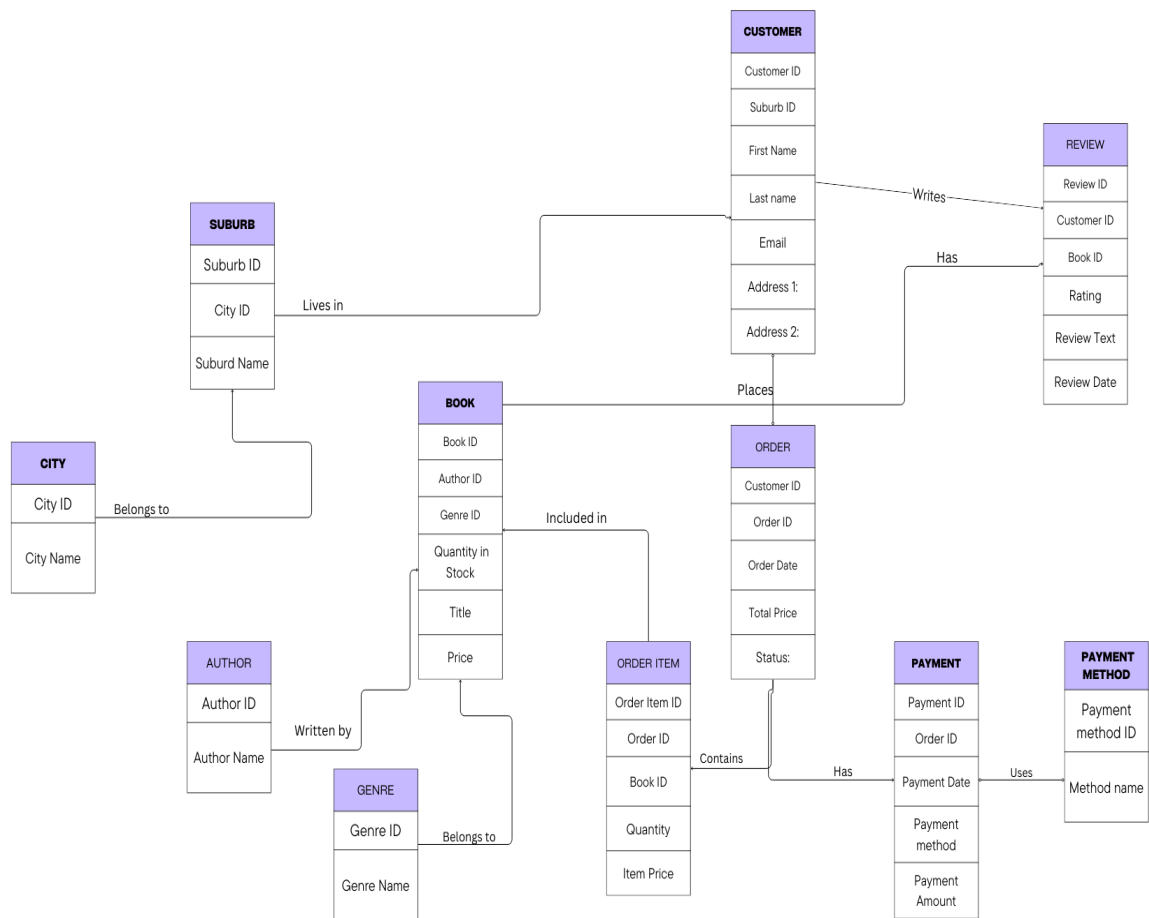 CUSTOMER
Customer ID
Suburb ID
First Name
Last name
Email
Address 1:
Address 2:
REVIEW
Review ID
Customer ID
Book ID
Rating
Review Text
Review Date
Writes
Has
SUBURB
Suburb ID
City ID
Suburd Name
Lives in
Places
CITY
City ID
City Name
Belongs to
BOOK
Book ID
Author ID
Genre ID
Quantity in
Stock
Title
Price
Included in
ORDER
Customer ID
Order ID
Order Date
Total Price
Status:
AUTHOR
Author ID
Author Name
Written by
GENRE
Genre ID
Genre Name
Belongs to
ORDER ITEM
Order Item ID
Order ID
Book ID
Quantity
Item Price
Contains
Has
PAYMENT
Payment ID
Order ID
Payment Date
Payment
method
Payment
Amount
Uses
PAYMENT
METHOD
Payment
method ID
Method name